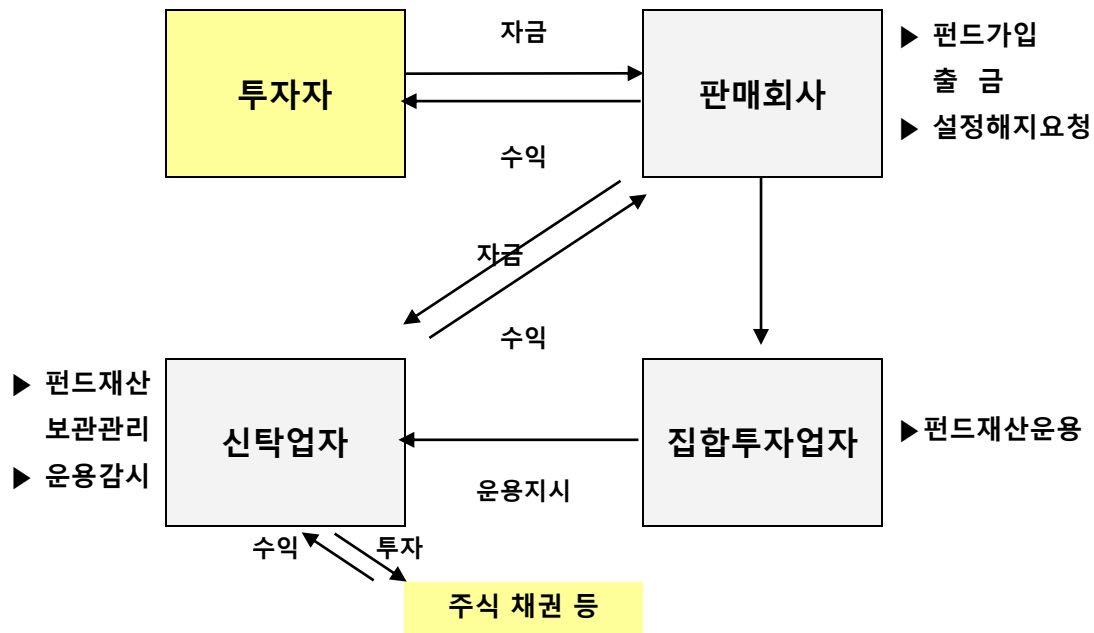 자금
▶ 펀드가입
출 금
투자자
판매회사
▶ 설정해지요청
수익
자금
수익
▶ 펀드재산
보관관리
▶ 운용감시
신탁업자
집합투자업자
▶펀드재산운용
운용지시
수익
투자
주식 채권 등